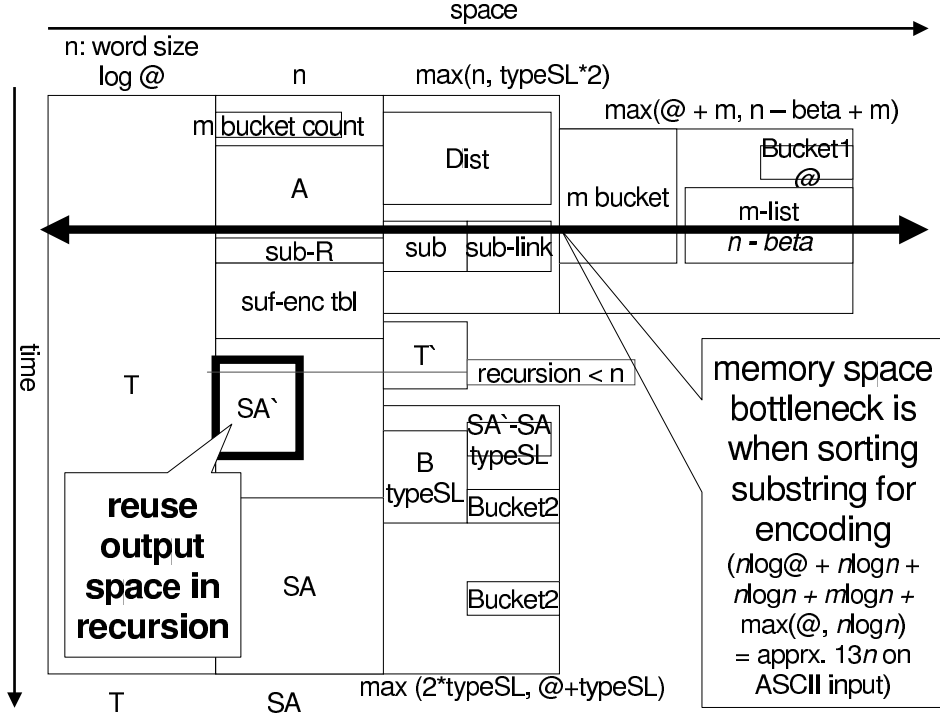 space
n: word size
log @
n
max(n, typeSL*2)
max(@ + m, n – beta + m)
m bucket count
Dist
Bucket1
@
A
m bucket
m-list
n - beta
sub-R
sub
sub-link
suf-enc tbl
time
T
T`
recursion < n
SA`
SA`-SA
typeSL
B
typeSL
Bucket2
reuse
output
space in
recursion
SA
Bucket2
memory space
bottleneck is
when sorting
substring for
encoding
(nlog@ + nlogn +
nlogn + mlogn +
max(@, nlogn)
= apprx. 13n on
ASCII input)
T
SA
max (2*typeSL, @+typeSL)